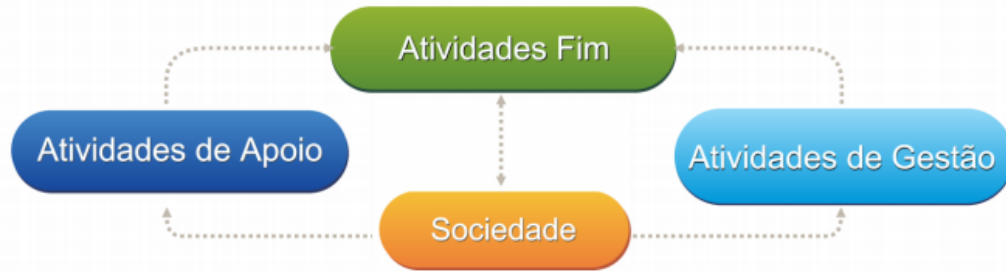 Atividades Fim
Atividades de Apoio
Atividades de Gestão
Sociedade